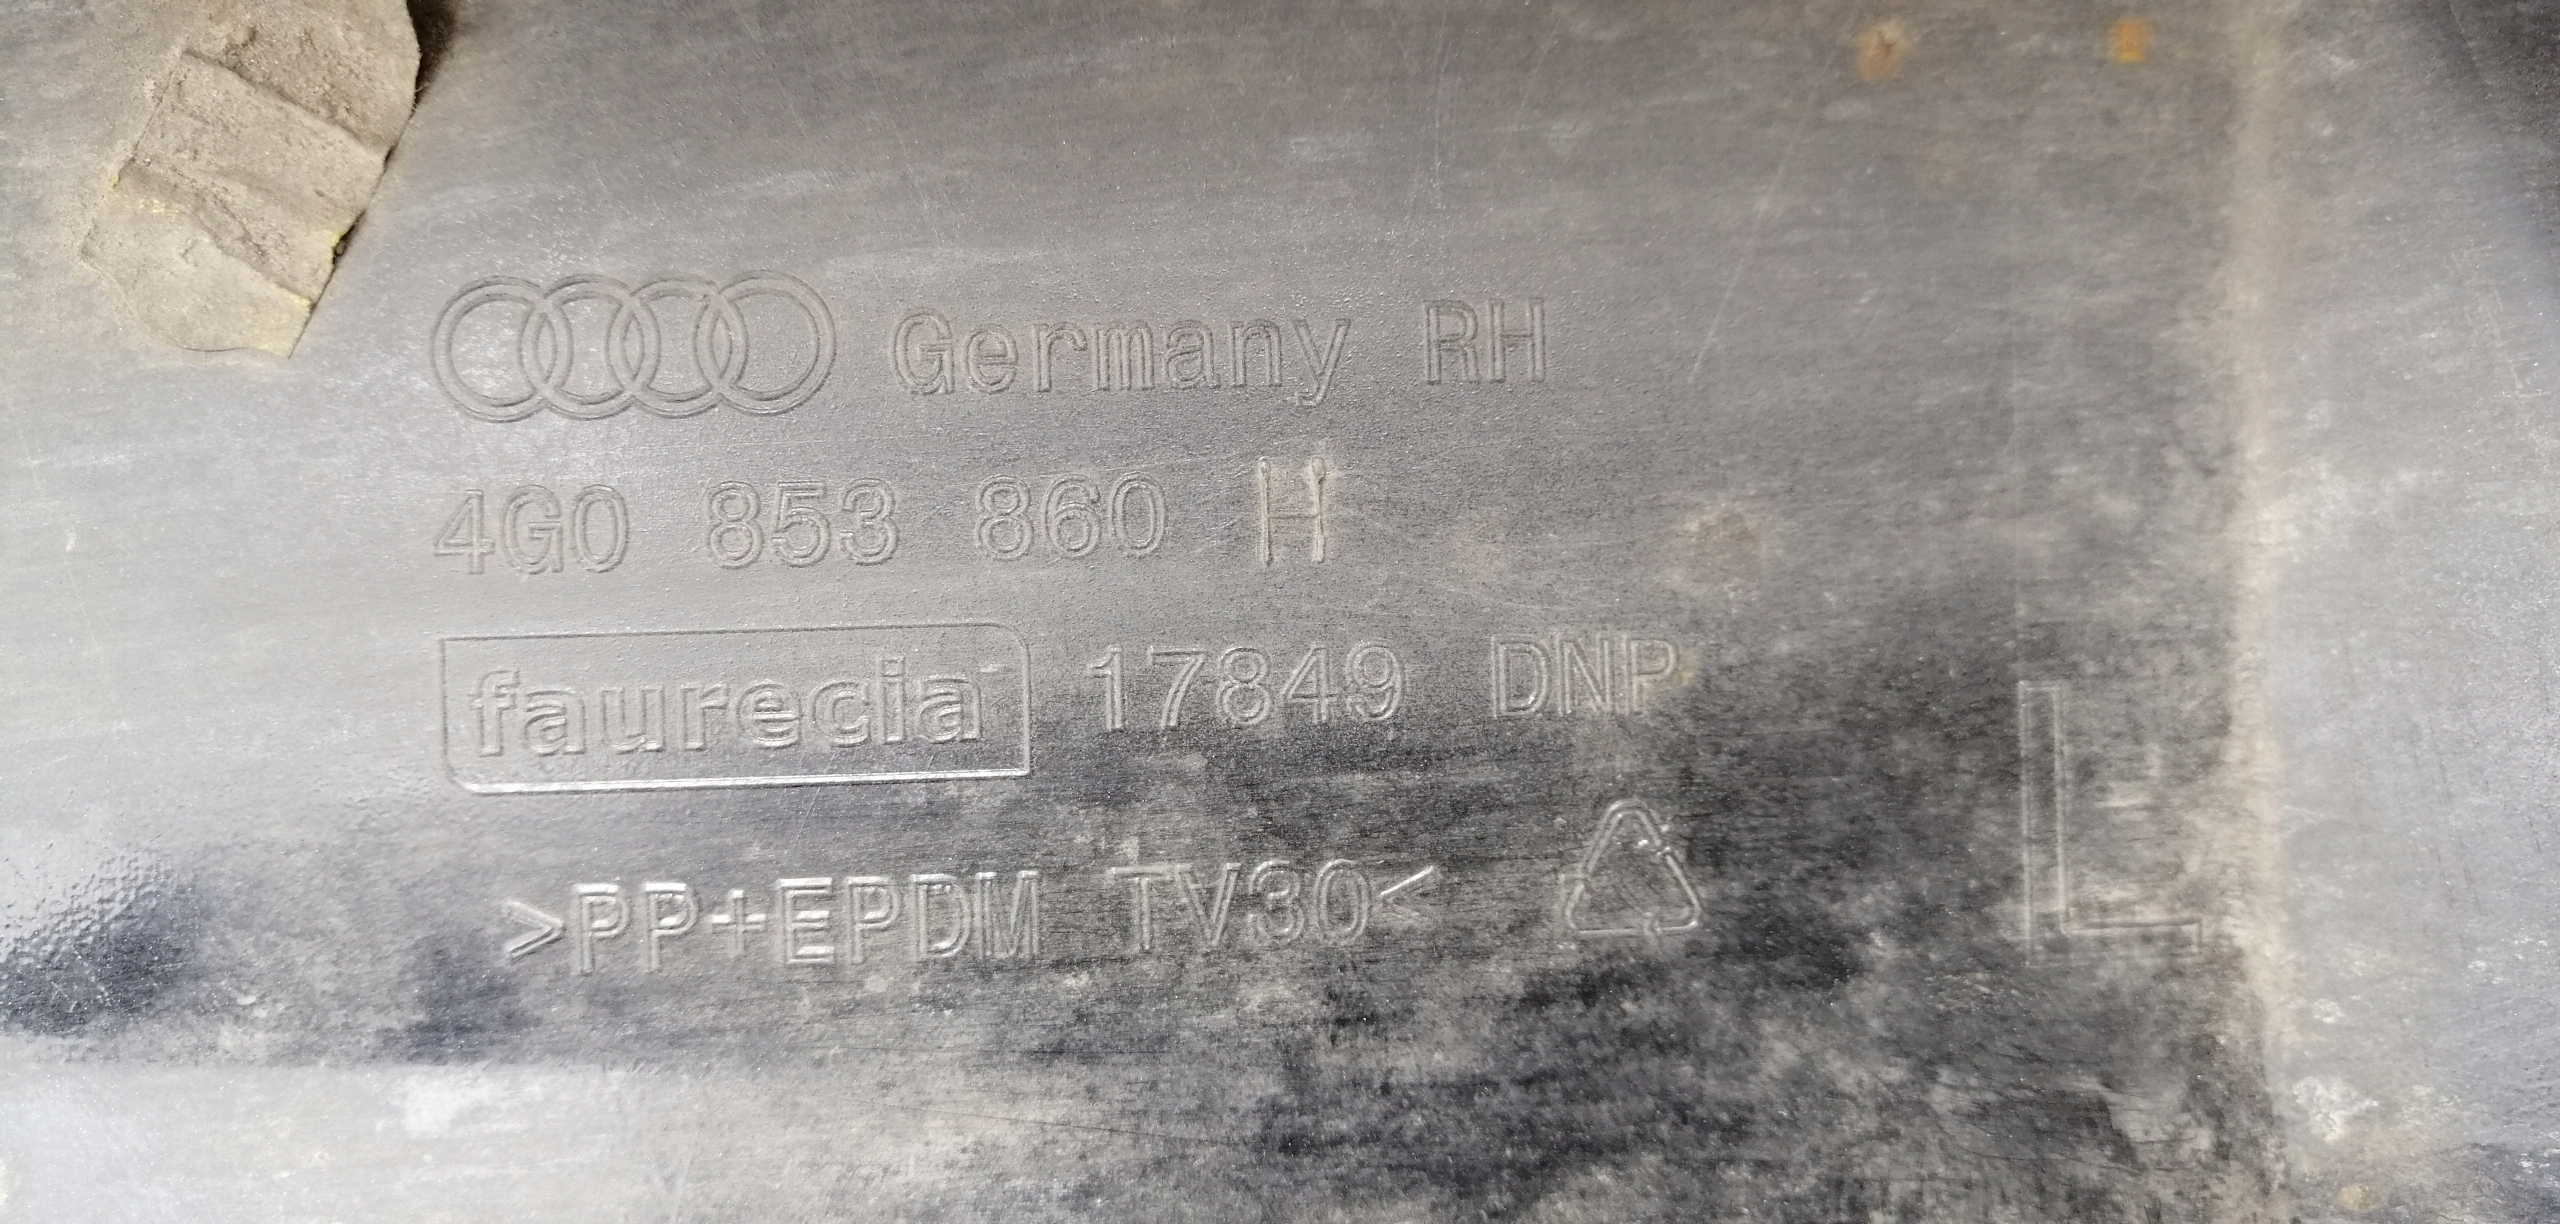 Germany RH
4G0 853 860 H
faurecia 17849 DNP
>PP+EPDM TV30<
L